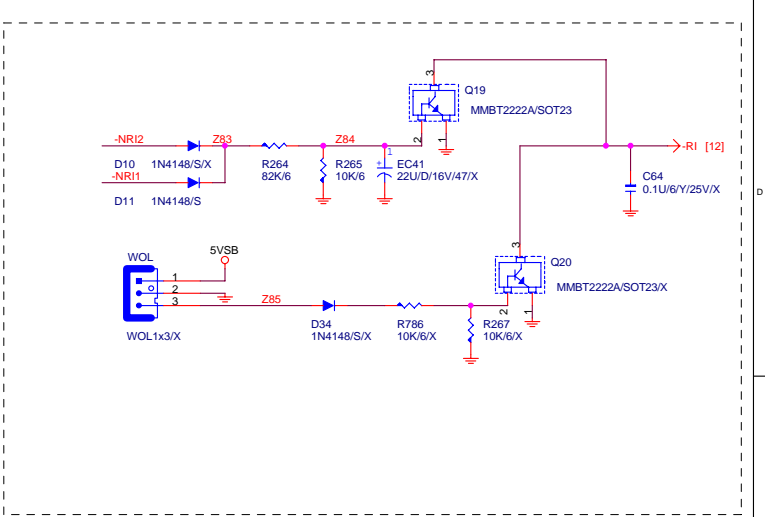 3
Q19
MMBT2222A/SOT23
2
1
-NRI2
Z83
Z84
-RI [12]
D10 1N4148/S/X
R264
82K/6
R265
10K/6
+
1
EC41
22U/D/16V/47/X
-NRI1
D11 1N4148/S
C64
0.1U/6/Y/25V/X
D
WOL
5VSB
1
2
3
WOL1x3/X
Z85
D34
1N4148/S/X
R786
10K/6/X
R267
10K/6/X
3
Q20
MMBT2222A/SOT23/X
2
1